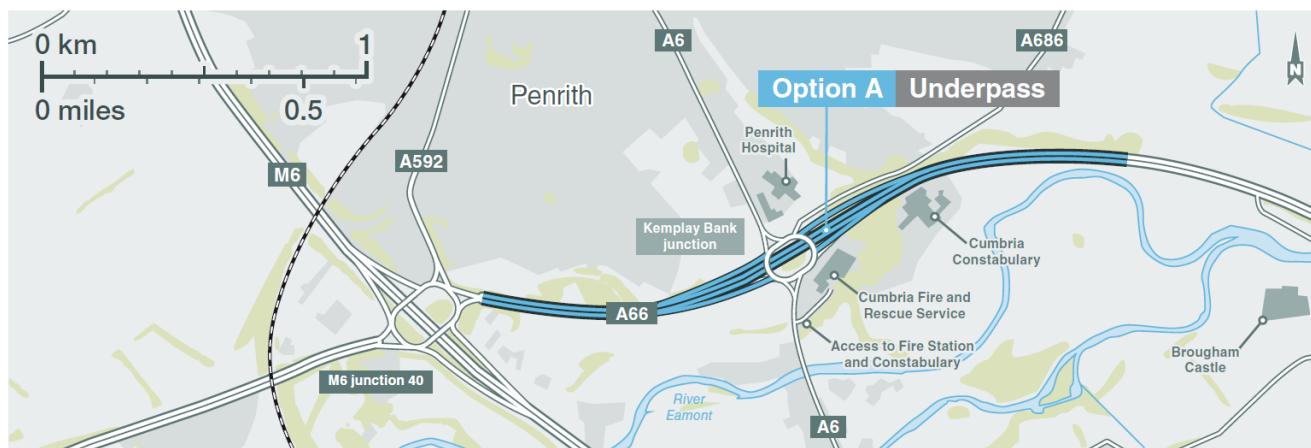 0 km
1
0 miles
0.5
A6
A686
N
Penrith
Option A
Underpass
Penrith
Hospital
M6
A592
Kemplay Bank
junction
Cumbria
Constabulary
A66
Cumbria Fire and
Rescue Service
Access to Fire Station
and Constabulary
Brougham
Castle
M6 junction 40
River
Eamont
A6